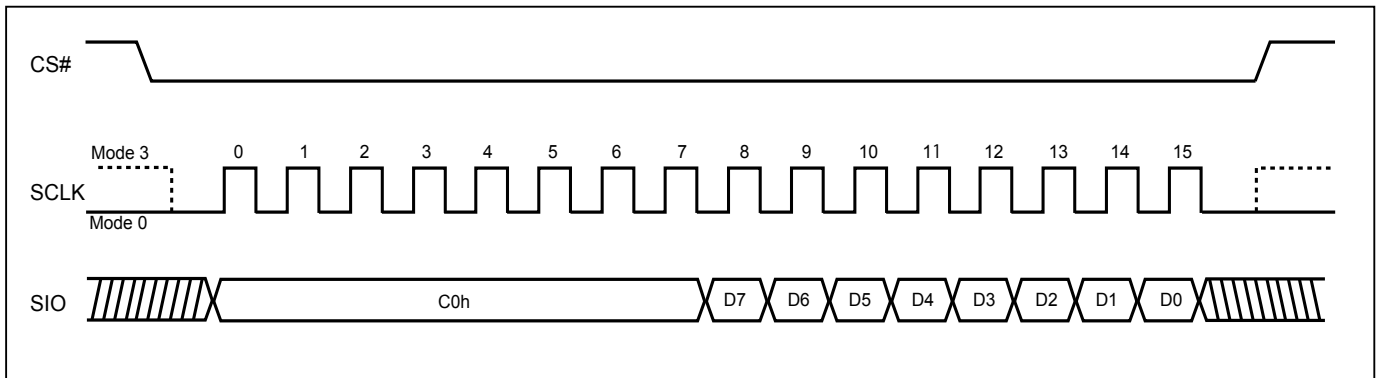 CS#
Mode 3 0 1 2 3 4 5 6 7 8 9 10 11 12 13 14 15
SCLK
Mode 0
SIO C0h D7 D6 D5 D4 D3 D2 D1 D0